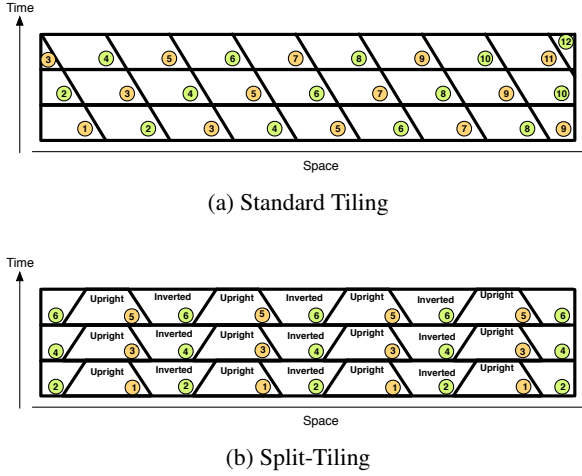 Time
12
3 4 5 6 7 8 9 10 11
2 3 4 5 6 7 8 9 10
1 2 3 4 5 6 7 8 9
Space
(a) Standard Tiling
Time
Upright Inverted Upright Inverted Upright Inverted Upright
6 5 6 5 6 5 6 5 6
Upright Inverted Upright Inverted Upright Inverted Upright
4 3 4 3 4 3 4 3 4
Upright Inverted Upright Inverted Upright Inverted Upright
2 1 2 1 2 1 2 1 2
Space
(b) Split-Tiling